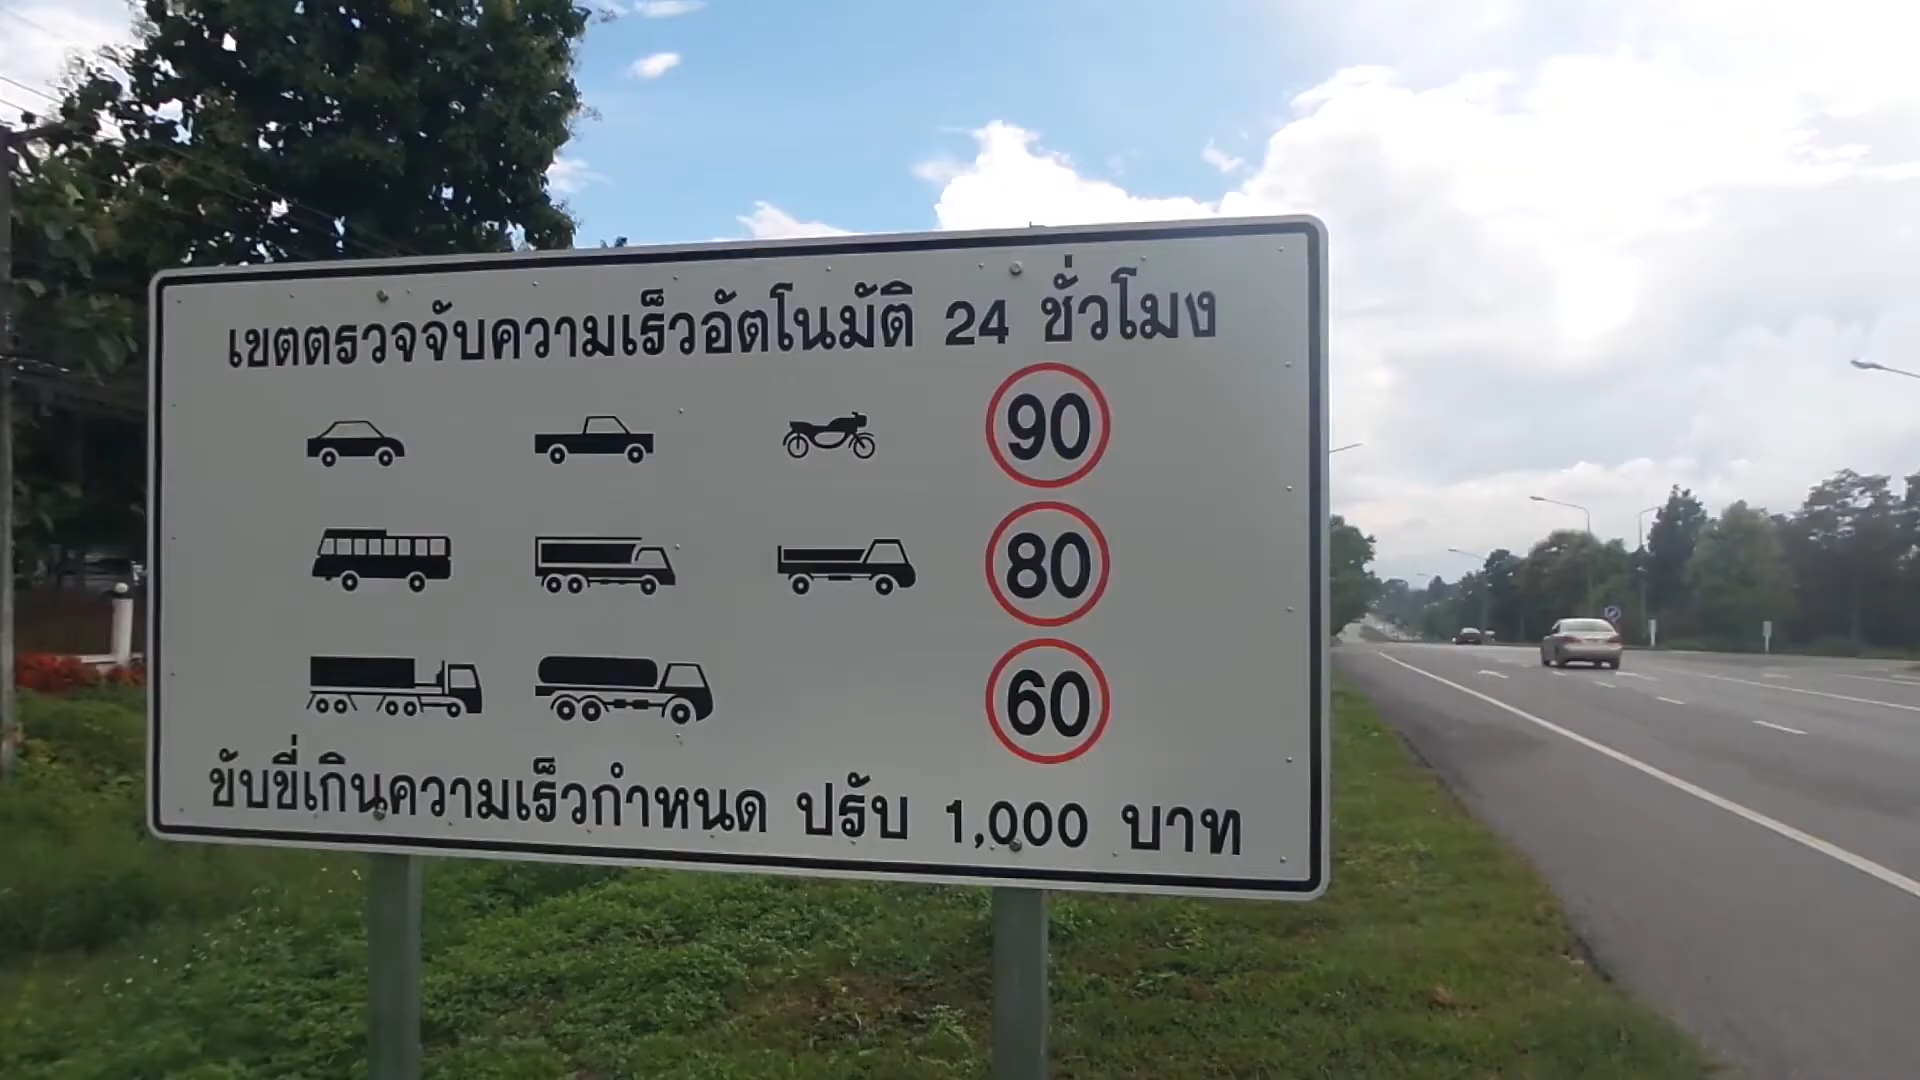 เขตตรวจจับความเร็วอัตโนมัติ 24 ชั่วโมง
90
80
60
ขับขี่เกินความเร็วกำหนด ปรับ 1,000 บาท